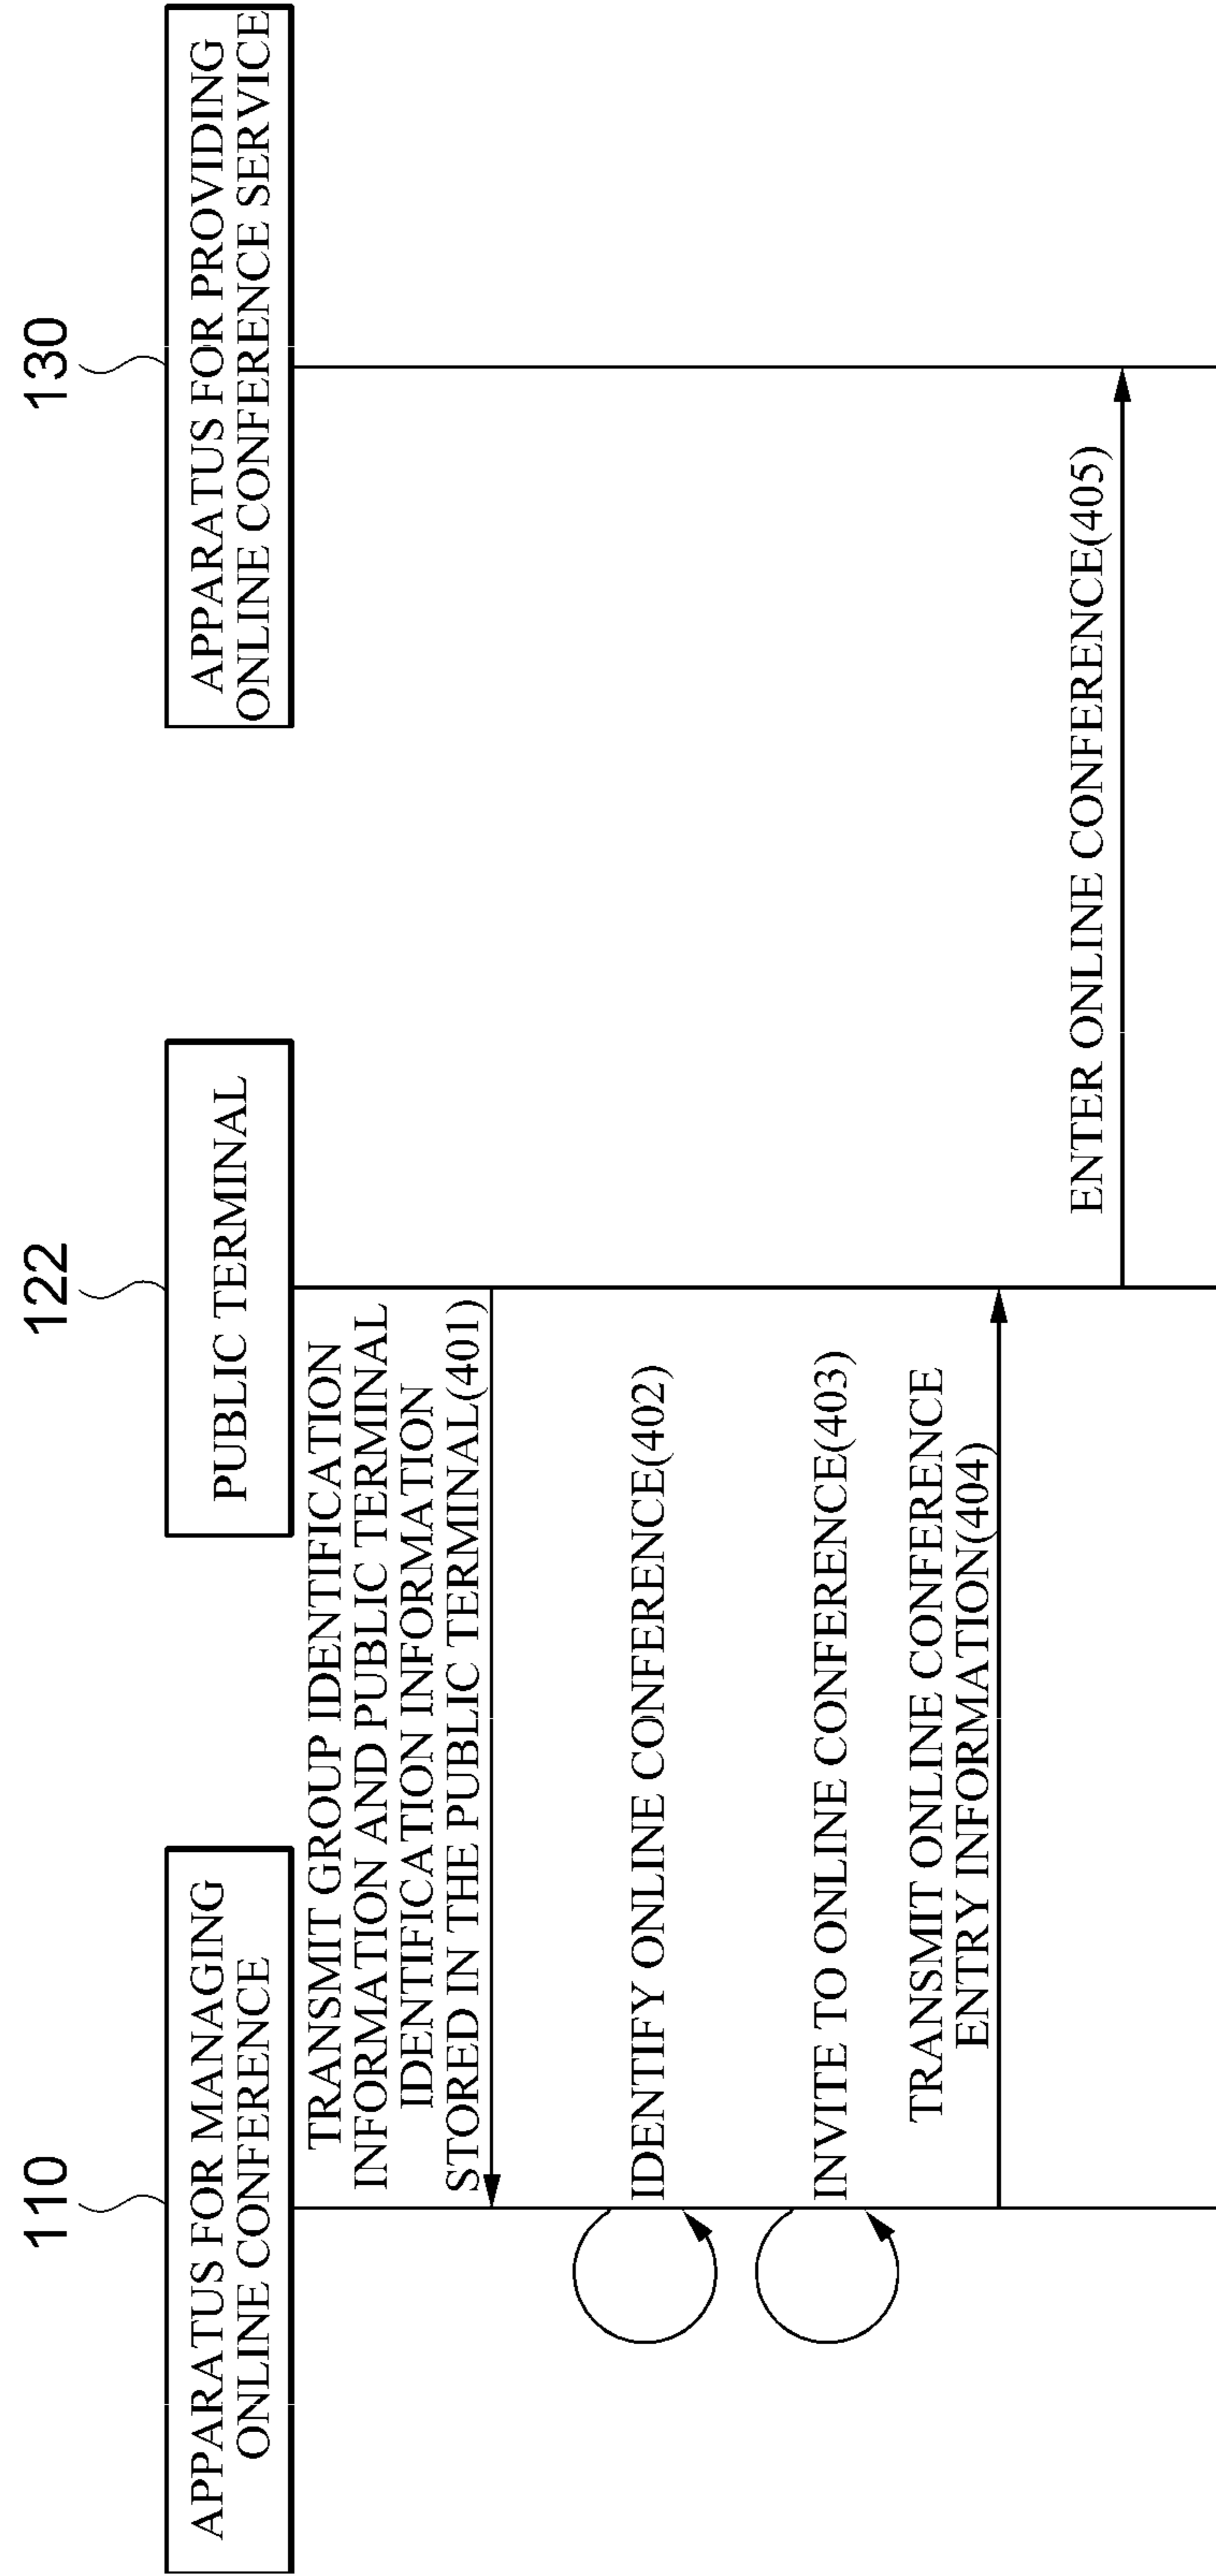 110
122
130
APPARATUS FOR MANAGING
ONLINE CONFERENCE
PUBLIC TERMINAL
APPARATUS FOR PROVIDING
ONLINE CONFERENCE SERVICE
TRANSMIT GROUP IDENTIFICATION
INFORMATION AND PUBLIC TERMINAL
IDENTIFICATION INFORMATION
STORED IN THE PUBLIC TERMINAL(401)
IDENTIFY ONLINE CONFERENCE(402)
INVITE TO ONLINE CONFERENCE(403)
TRANSMIT ONLINE CONFERENCE
ENTRY INFORMATION(404)
ENTER ONLINE CONFERENCE(405)